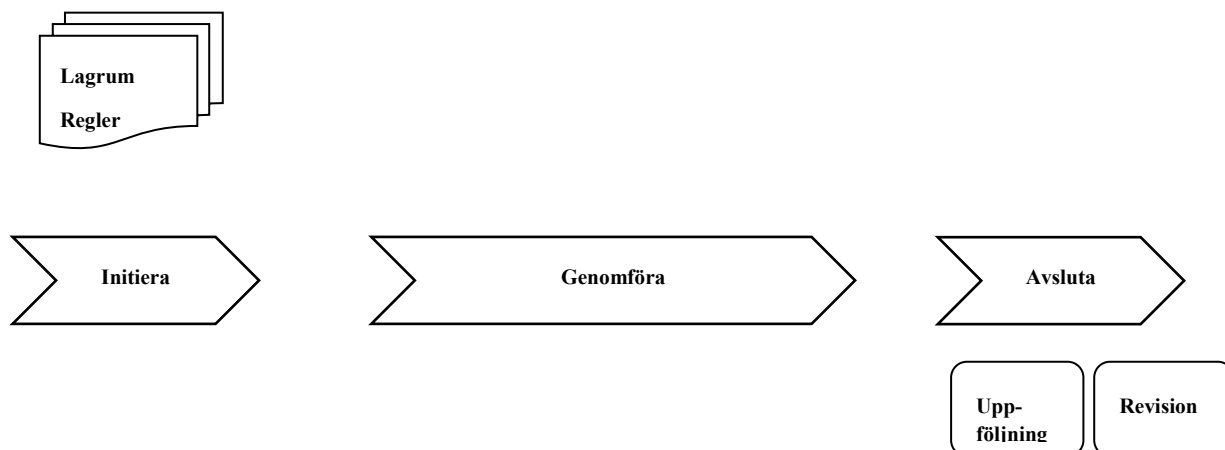 Lagrum
Regler
Initiera
Genomföra
Avsluta
Upp-
följning
Revision